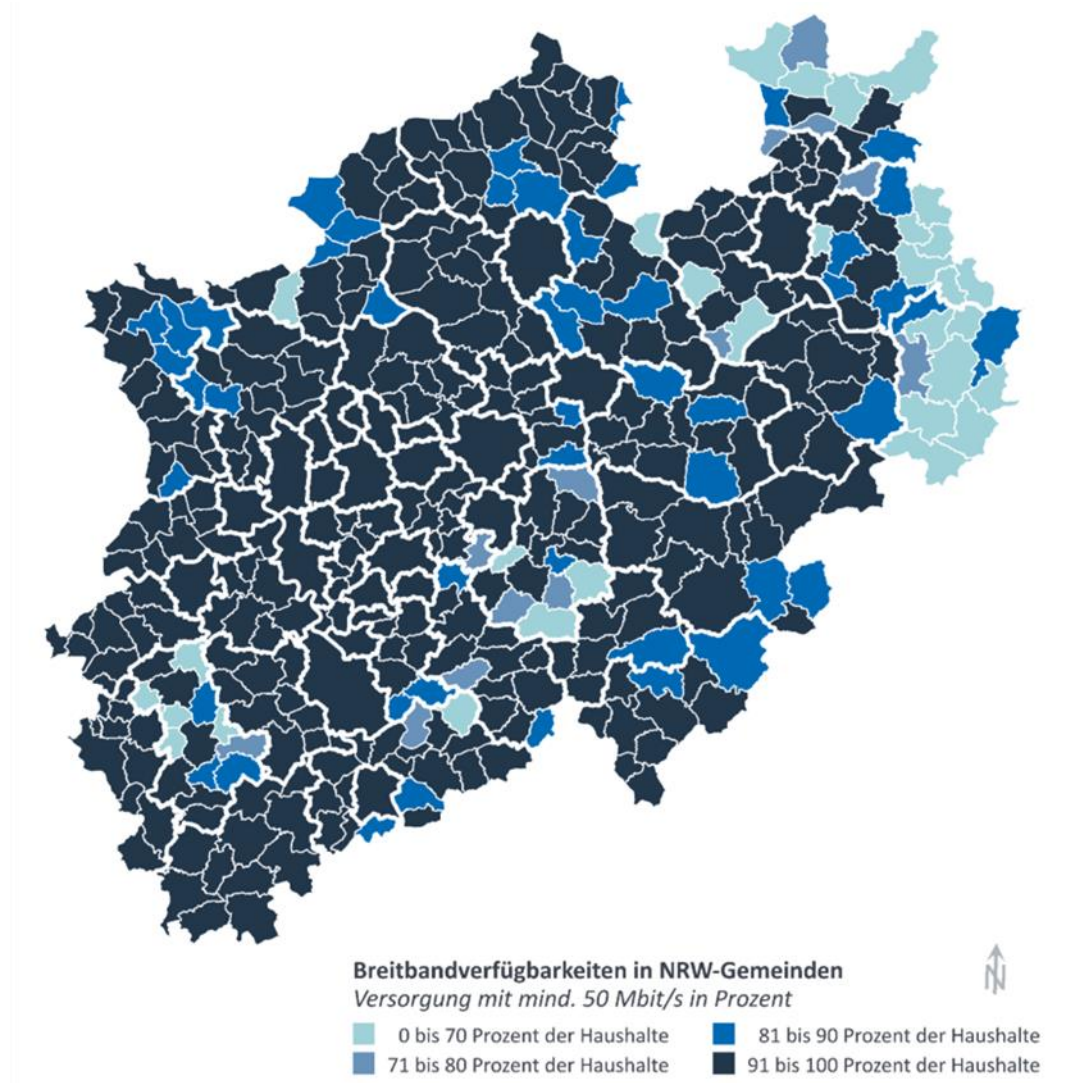 Breitbandverfügbarkeiten in NRW-Gemeinden
Versorgung mit mind. 50 Mbit/s in Prozent
0 bis 70 Prozent der Haushalte
81 bis 90 Prozent der Haushalte
71 bis 80 Prozent der Haushalte
91 bis 100 Prozent der Haushalte
N